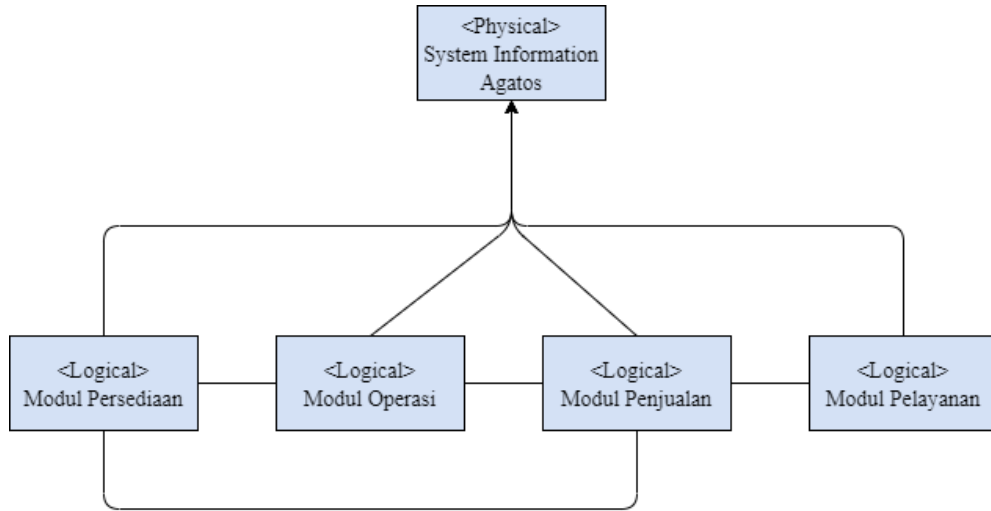 <Physical>
System Information
Agatos
<Logical>
Modul Persediaan
<Logical>
Modul Operasi
<Logical>
Modul Penjualan
<Logical>
Modul Pelayanan